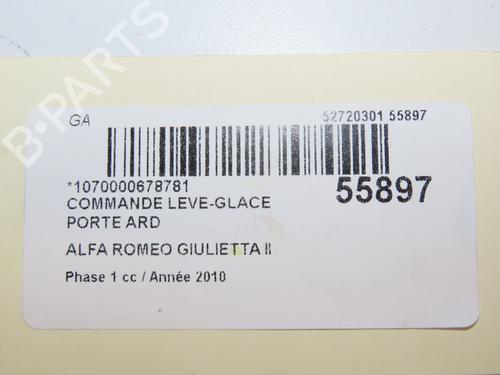 B-PARTS
GA
52720301 55897
*1070000678781
55897
COMMANDE LEVE-GLACE
PORTE ARD
ALFA ROMEO GIULIETTA II
Phase 1 cc / Année 2010